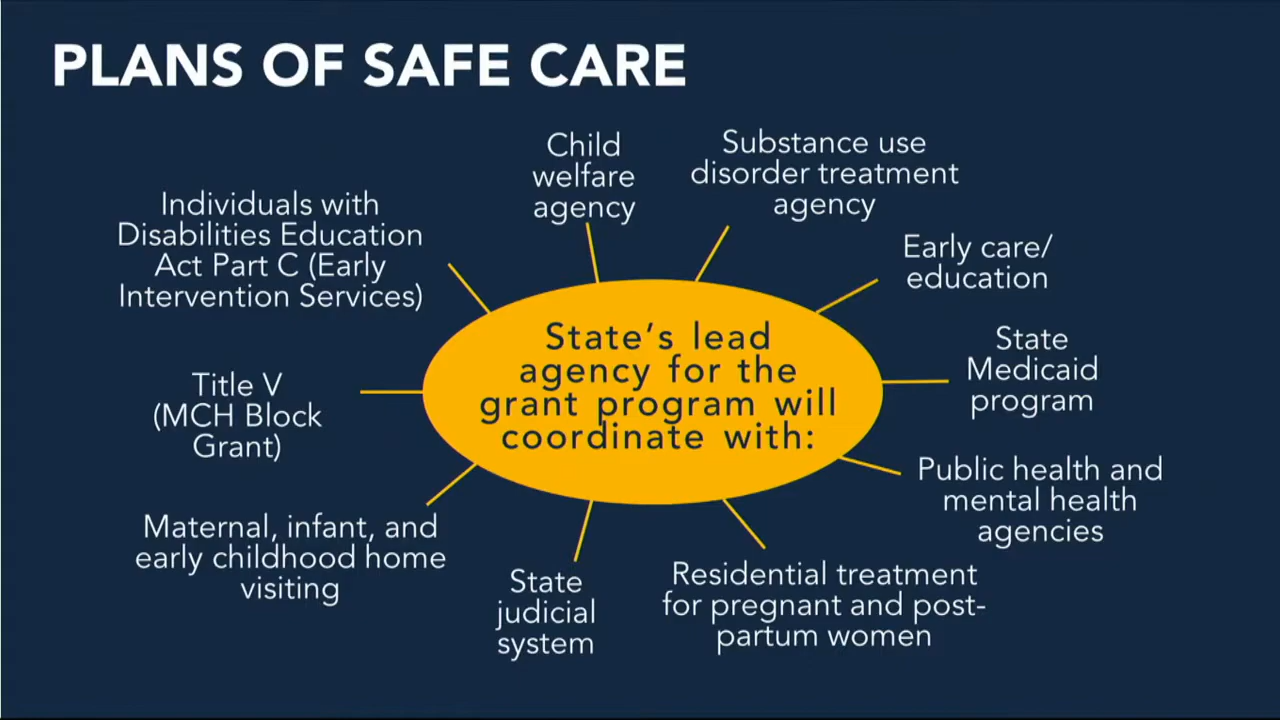 PLANS OF SAFE CARE
Child
welfare
agency
Substance use
disorder treatment
agency
Individuals with
Disabilities Education
Act Part C (Early
Intervention Services)
Early care/
education
State's lead
agency for the
grant program will
coordinate with:
State
Medicaid
program
Title V
(MCH Block
Grant)
Public health and
mental health
agencies
Maternal, infant, and
early childhood home
visiting
State
judicial
system
Residential treatment
for pregnant and post-
partum women